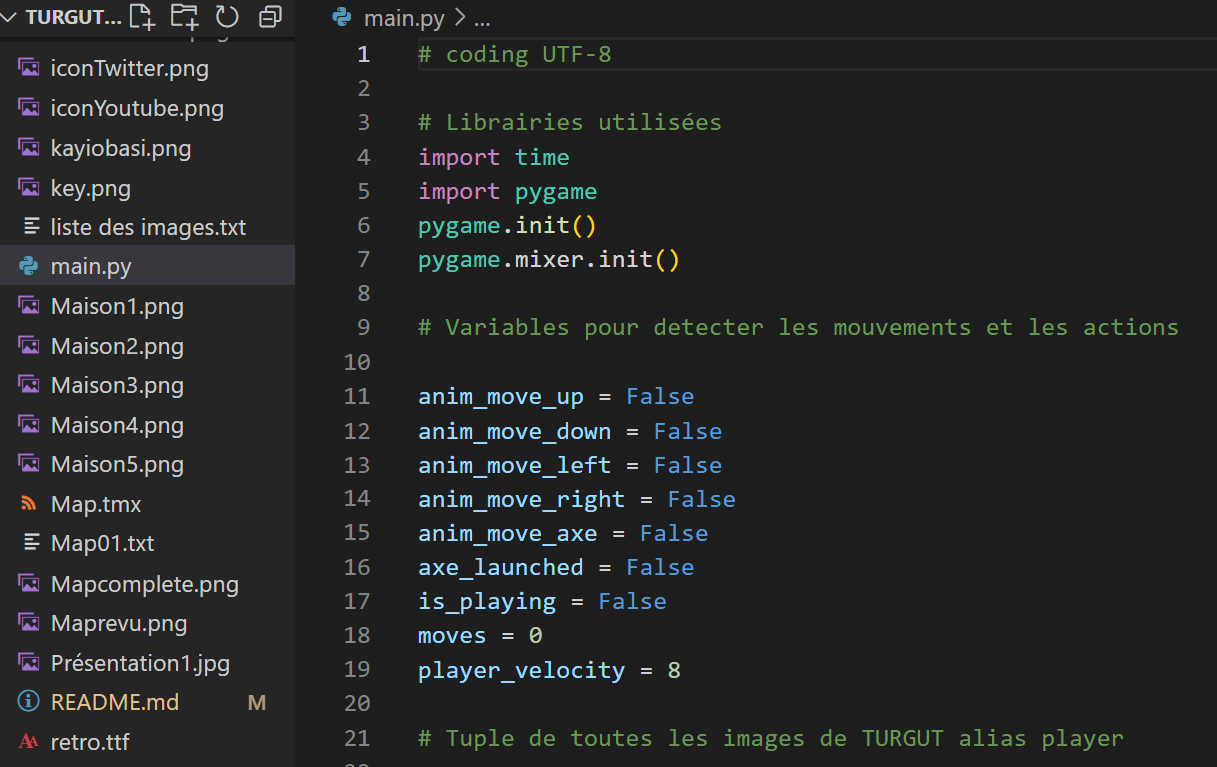 TURGUT...
iconTwitter.png
iconYoutube.png
kayiobasi.png
key.png
liste des images.txt
main.py
Maison1.png
Maison2.png
Maison3.png
Maison4.png
Maison5.png
Map.tmx
Map01.txt
Mapcomplete.png
Maprevu.png
Présentation1.jpg
README.md M
retro.ttf
main.py > ...
1 # coding UTF-8
2
3 # Librairies utilisées
4 import time
5 import pygame
6 pygame.init()
7 pygame.mixer.init()
8
9 # Variables pour detecter les mouvements et les actions
10
11 anim_move_up = False
12 anim_move_down = False
13 anim_move_left = False
14 anim_move_right = False
15 anim_move_axe = False
16 axe_launched = False
17 is_playing = False
18 moves = 0
19 player_velocity = 8
20
21 # Tuple de toutes les images de TURGUT alias player